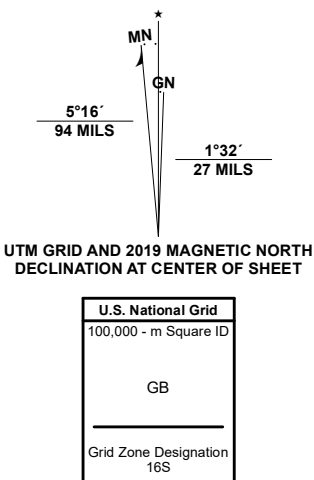 ★
MN
GN
5°16´
94 MILS
1°32´
27 MILS
UTM GRID AND 2019 MAGNETIC NORTH
DECLINATION AT CENTER OF SHEET
U.S. National Grid
100,000 - m Square ID
GB
Grid Zone Designation
16S